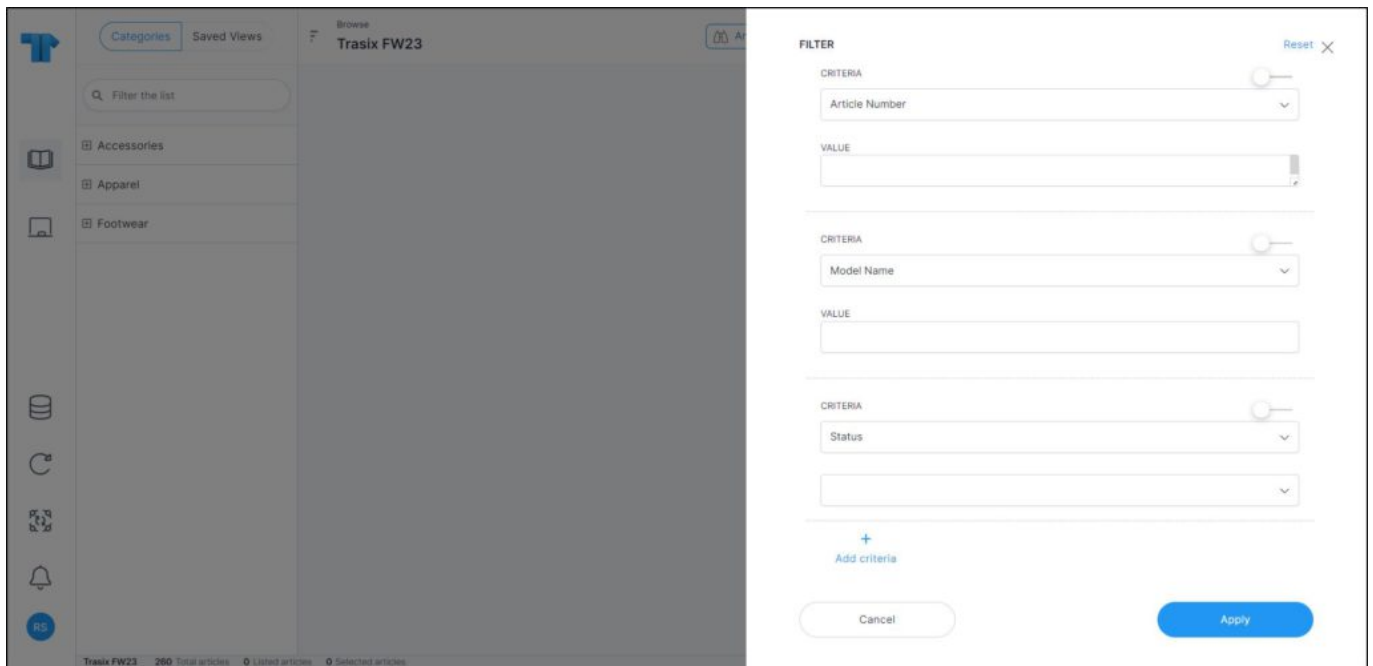 Categories
Saved Views
Browse
Trasix FW23
Filter the list
Accessories
Apparel
Footwear
RS
Trasix FW23 260 Total articles 0 Listed articles 0 Selected articles
FILTER
Reset
CRITERIA
Article Number
VALUE
CRITERIA
Model Name
VALUE
CRITERIA
Status
+
Add criteria
Cancel
Apply